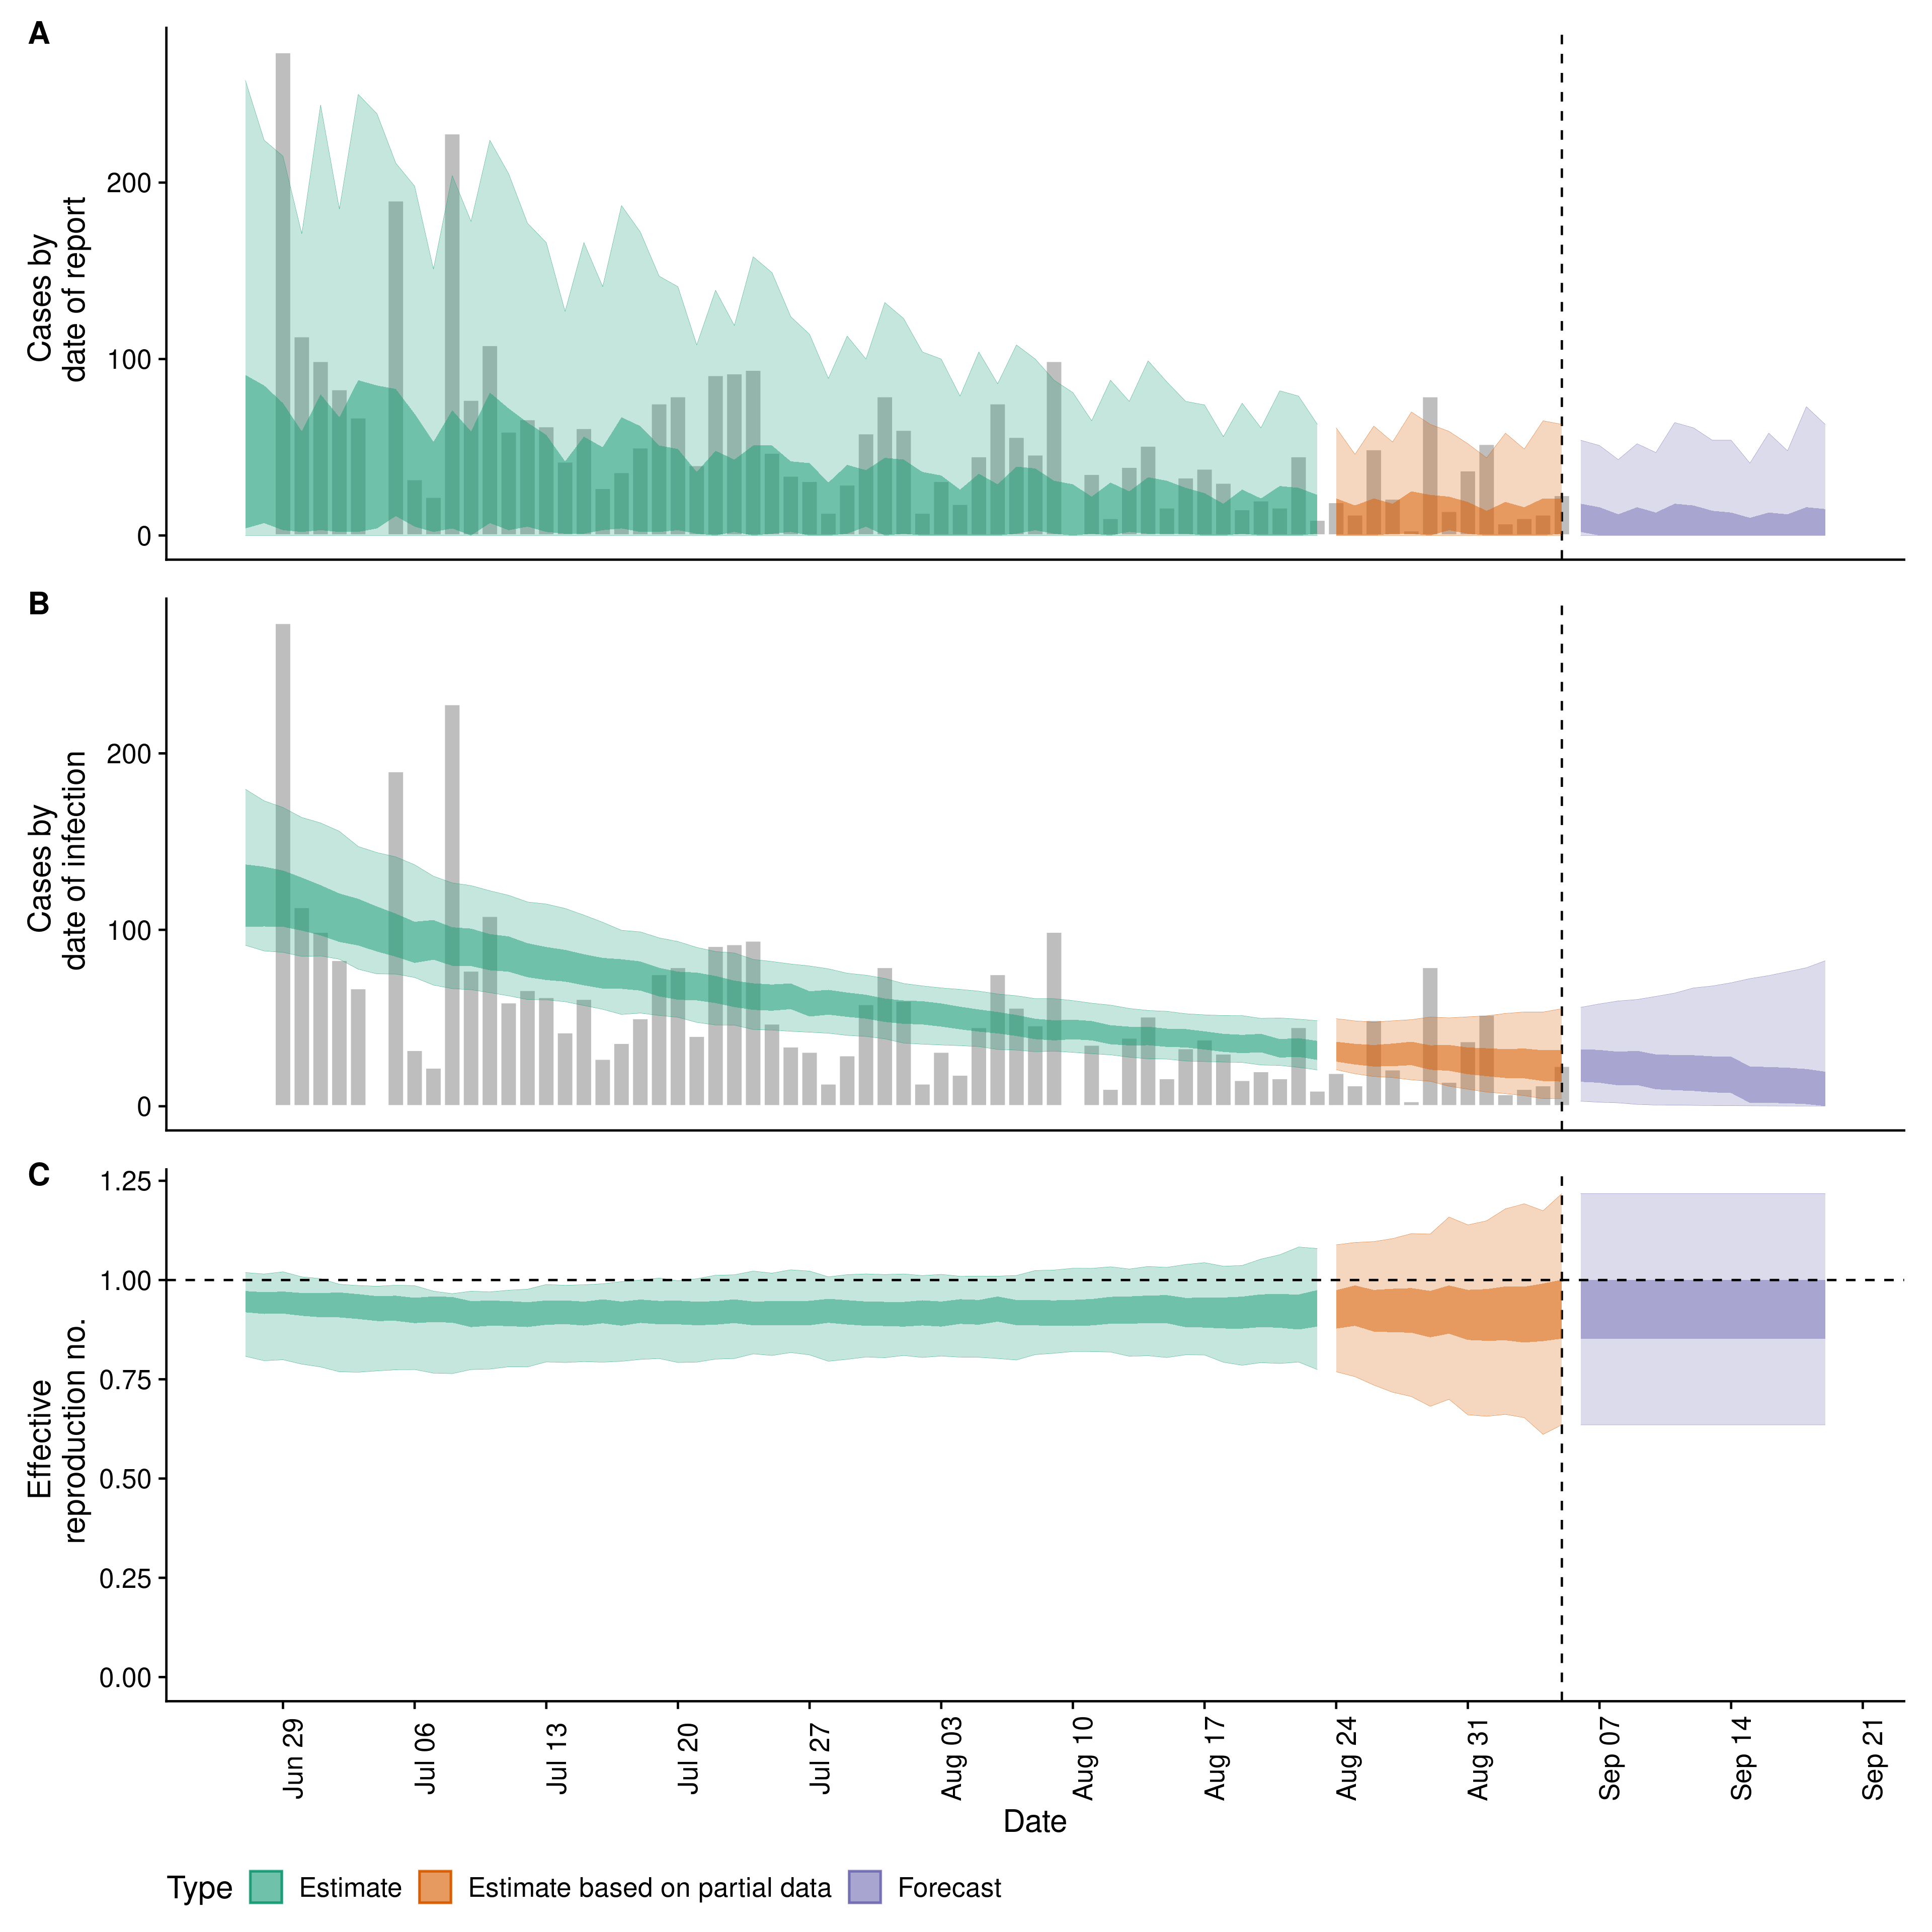 A
Cases by
date of report
200
100
0
B
Cases by
date of infection
200
100
0
C
Effective
reproduction no.
1.25
1.00
0.75
0.50
0.25
0.00
Jun 29
Jul 06
Jul 13
Jul 20
Jul 27
Aug 03
Aug 10
Aug 17
Aug 24
Aug 31
Sep 07
Sep 14
Sep 21
Date
Type Estimate Estimate based on partial data Forecast